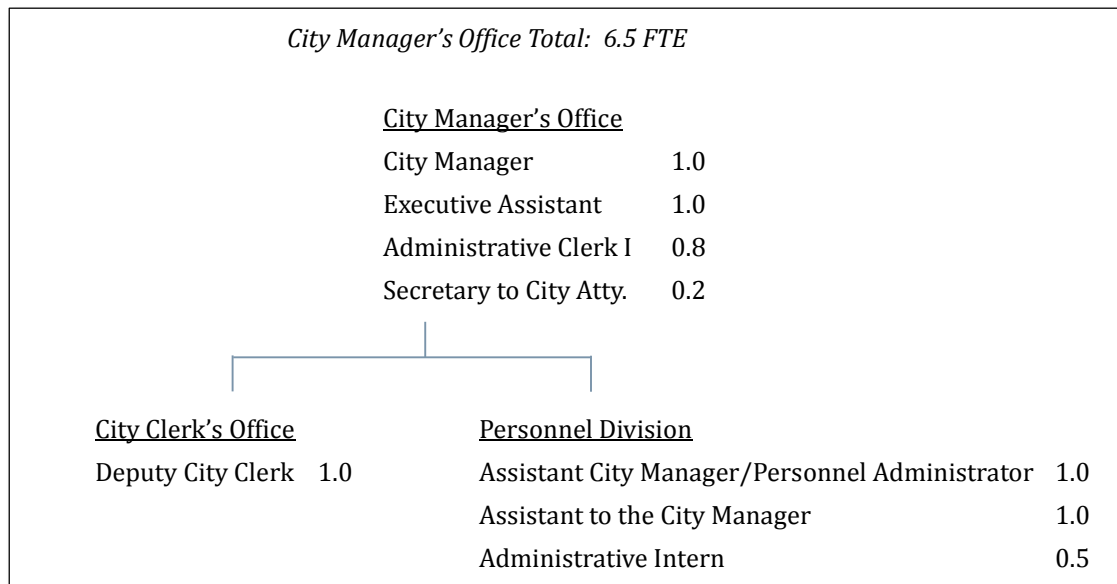 City Manager’s Office Total:  6.5 FTE
City Manager’s Office
City Manager 1.0
Executive Assistant 1.0
Administrative Clerk I 0.8
Secretary to City Atty. 0.2
City Clerk’s Office
Deputy City Clerk 1.0
Personnel Division
Assistant City Manager/Personnel Administrator 1.0
Assistant to the City Manager 1.0
Administrative Intern 0.5